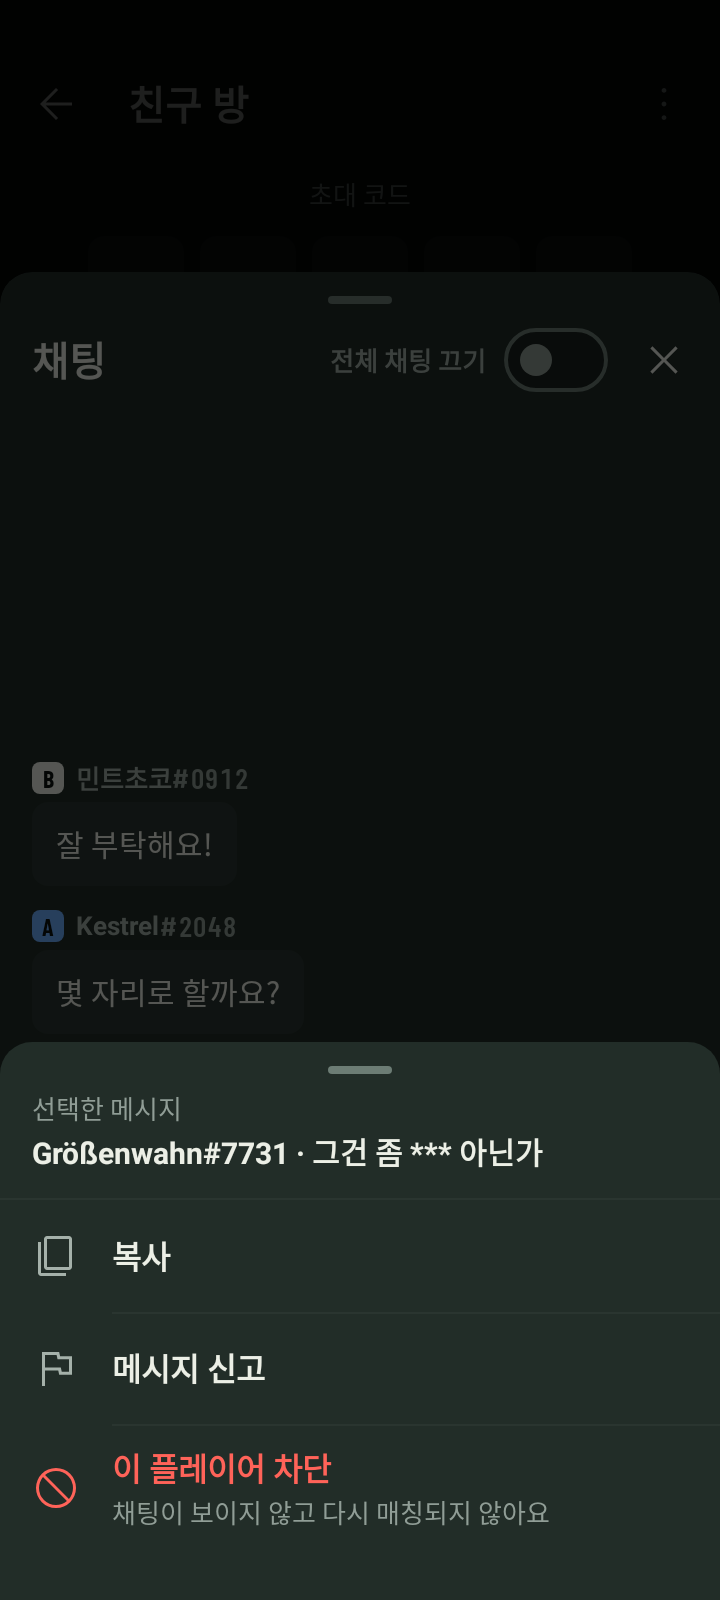 친구 방
초대 코드
채팅
전체 채팅 끄기
B 민트초코#0912
잘 부탁해요!
A Kestrel#2048
몇 자리로 할까요?
선택한 메시지
Größenwahn#7731 · 그건 좀 *** 아닌가
복사
메시지 신고
이 플레이어 차단
채팅이 보이지 않고 다시 매칭되지 않아요